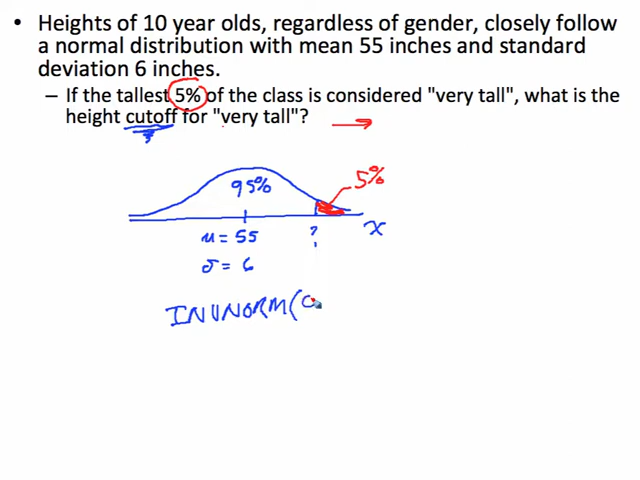 • Heights of 10 year olds, regardless of gender, closely follow
a normal distribution with mean 55 inches and standard
deviation 6 inches.
– If the tallest 5% of the class is considered "very tall", what is the
height cutoff for "very tall"?
95%
5%
μ = 55
?
x
σ = 6
INVNORM(0